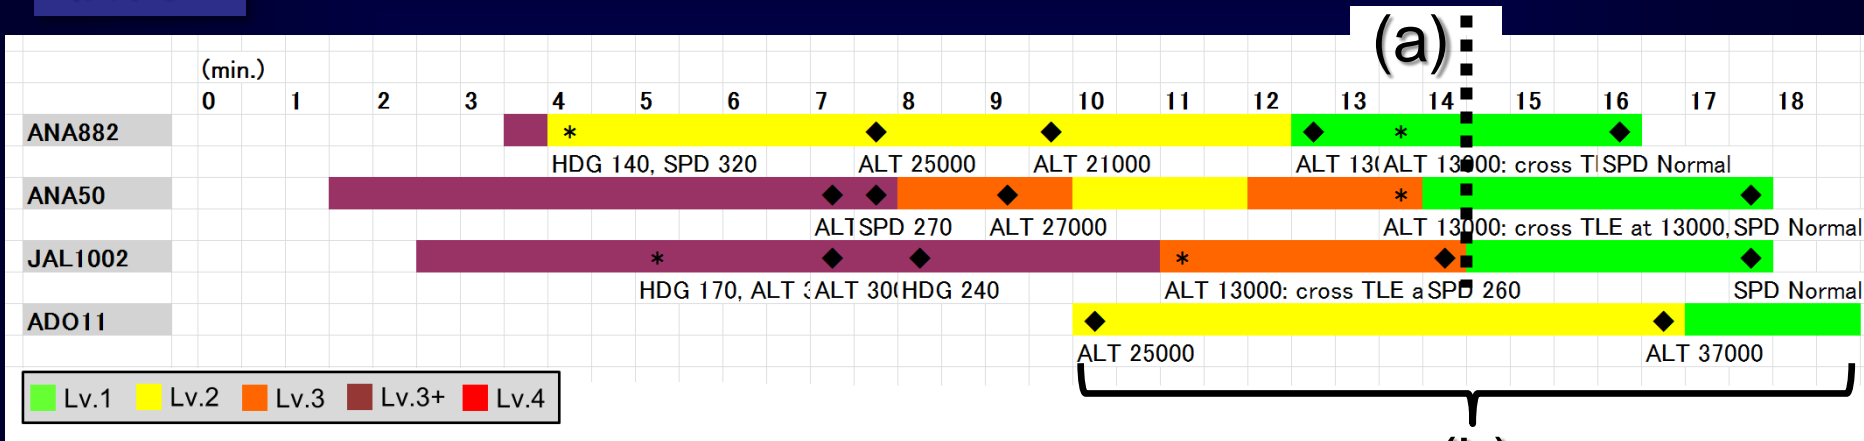 (a)
(min.)
0 1 2 3 4 5 6 7 8 9 10 11 12 13 14 15 16 17 18
ANA882 * ◆ ◆ ◆ * ◆
HDG 140, SPD 320 ALT 25000 ALT 21000 ALT 13( ALT 13000: cross T SPD Normal
ANA50 ◆ ◆ ◆ * ◆
ALT SPD 270 ALT 27000 ALT 13000: cross TLE at 13000, SPD Normal
JAL1002 * ◆ ◆ * ◆ ◆
HDG 170, ALT ALT 30( HDG 240 ALT 13000: cross TLE a SPD 260 SPD Normal
ADO11 ◆ ◆
ALT 25000 ALT 37000
Lv.1 Lv.2 Lv.3 Lv.3+ Lv.4